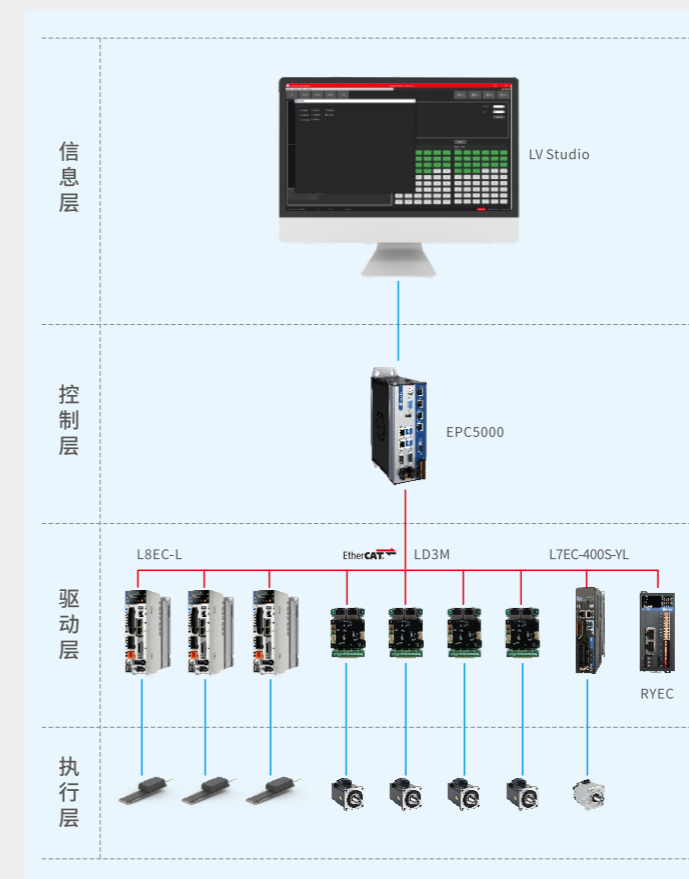 信息层
LV Studio
控制层
EPC5000
驱动层
L8EC-L
EtherCAT
LD3M
L7EC-400S-YL
RYEC
执行层